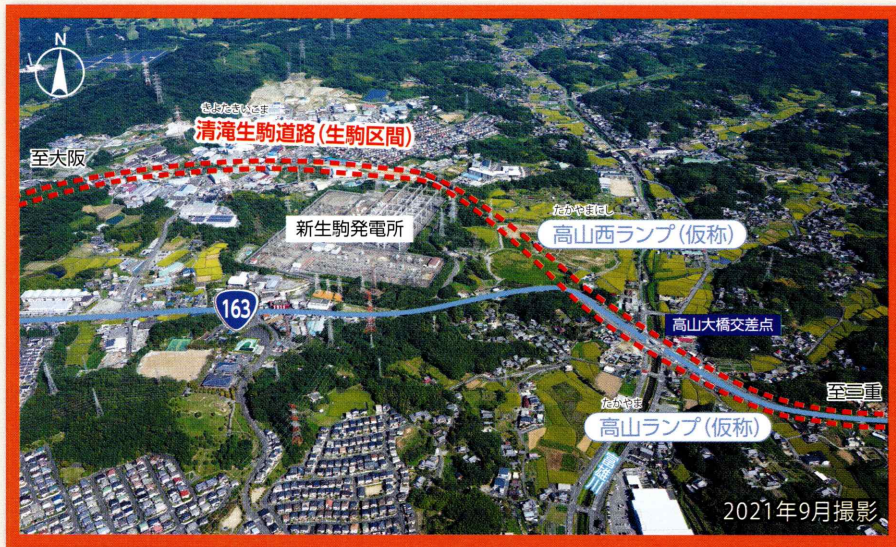 N
きよたきいこま
清滝生駒道路(生駒区間)
至大阪
新生駒発電所
たかやまにし
高山西ランプ(仮称)
163
高山大橋交差点
至三重
たかやま
高山ランプ(仮称)
富雄川
2021年9月撮影